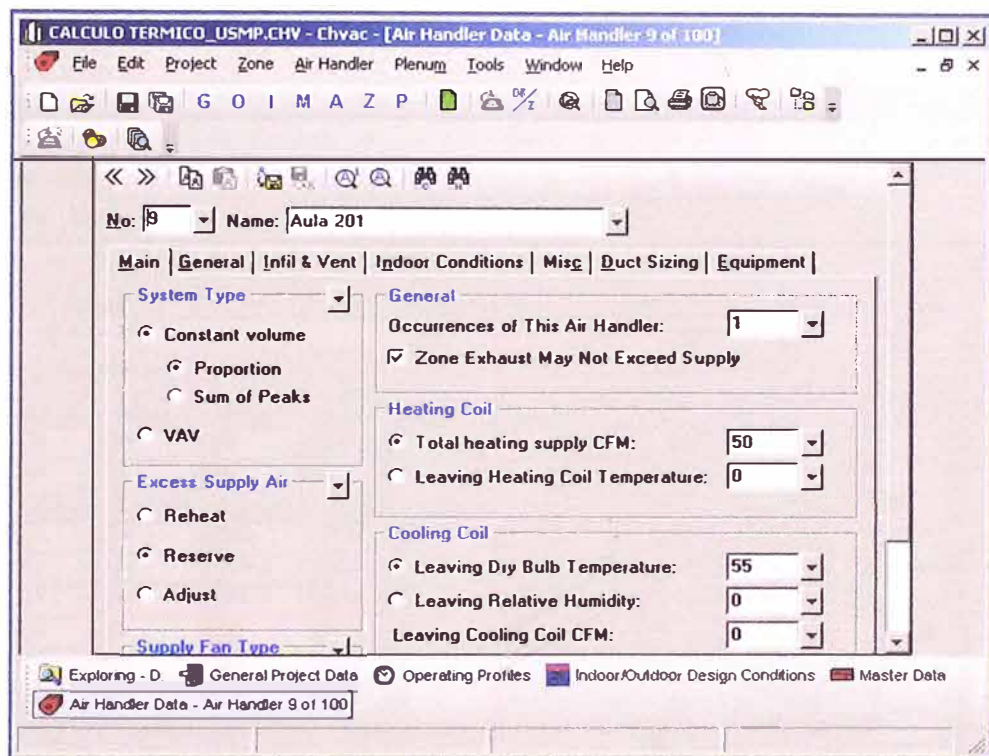 CALCULO TERMICO_USMP.CHV - Chvac - [Air Handler Data - Air Handler 9 of 100]
File Edit Project Zone Air Handler Plenum Tools Window Help
G O I M A Z P
No: 9 Name: Aula 201
Main General Infil & Vent Indoor Conditions Misc Duct Sizing Equipment
System Type
Constant volume
Proportion
Sum of Peaks
VAV
Excess Supply Air
Reheat
Reserve
Adjust
Supply Fan Type
General
Occurrences of This Air Handler: 1
Zone Exhaust May Not Exceed Supply
Heating Coil
Total heating supply CFM: 50
Leaving Heating Coil Temperature: 0
Cooling Coil
Leaving Dry Bulb Temperature: 55
Leaving Relative Humidity: 0
Leaving Cooling Coil CFM: 0
Exploring - D: General Project Data Operating Profiles Indoor/Outdoor Design Conditions Master Data
Air Handler Data - Air Handler 9 of 100